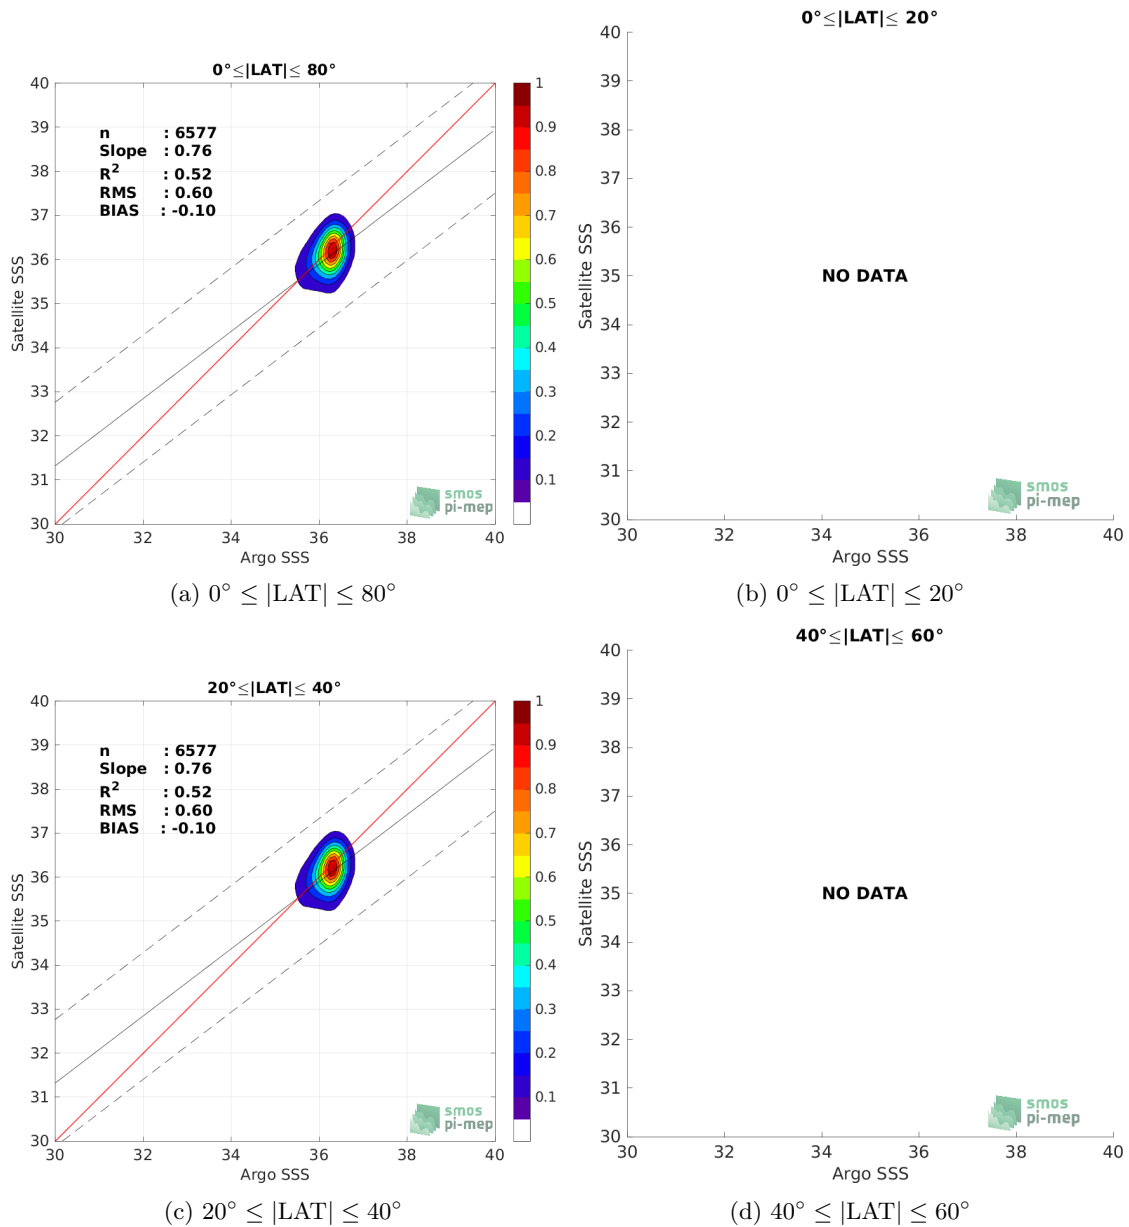 0°≤|LAT|≤ 80°
40
39
38
37
36
35
34
33
32
31
30
Satellite SSS
n : 6577
Slope : 0.76
R² : 0.52
RMS : 0.60
BIAS : -0.10
smos
pi-mep
30 32 34 36 38 40
Argo SSS
1
0.9
0.8
0.7
0.6
0.5
0.4
0.3
0.2
0.1
(a) 0° ≤ |LAT| ≤ 80°
0°≤|LAT|≤ 20°
40
39
38
37
36
35
34
33
32
31
30
Satellite SSS
NO DATA
smos
pi-mep
30 32 34 36 38 40
Argo SSS
(b) 0° ≤ |LAT| ≤ 20°
20°≤|LAT|≤ 40°
40
39
38
37
36
35
34
33
32
31
30
Satellite SSS
n : 6577
Slope : 0.76
R² : 0.52
RMS : 0.60
BIAS : -0.10
smos
pi-mep
30 32 34 36 38 40
Argo SSS
1
0.9
0.8
0.7
0.6
0.5
0.4
0.3
0.2
0.1
(c) 20° ≤ |LAT| ≤ 40°
40°≤|LAT|≤ 60°
40
39
38
37
36
35
34
33
32
31
30
Satellite SSS
NO DATA
smos
pi-mep
30 32 34 36 38 40
Argo SSS
(d) 40° ≤ |LAT| ≤ 60°